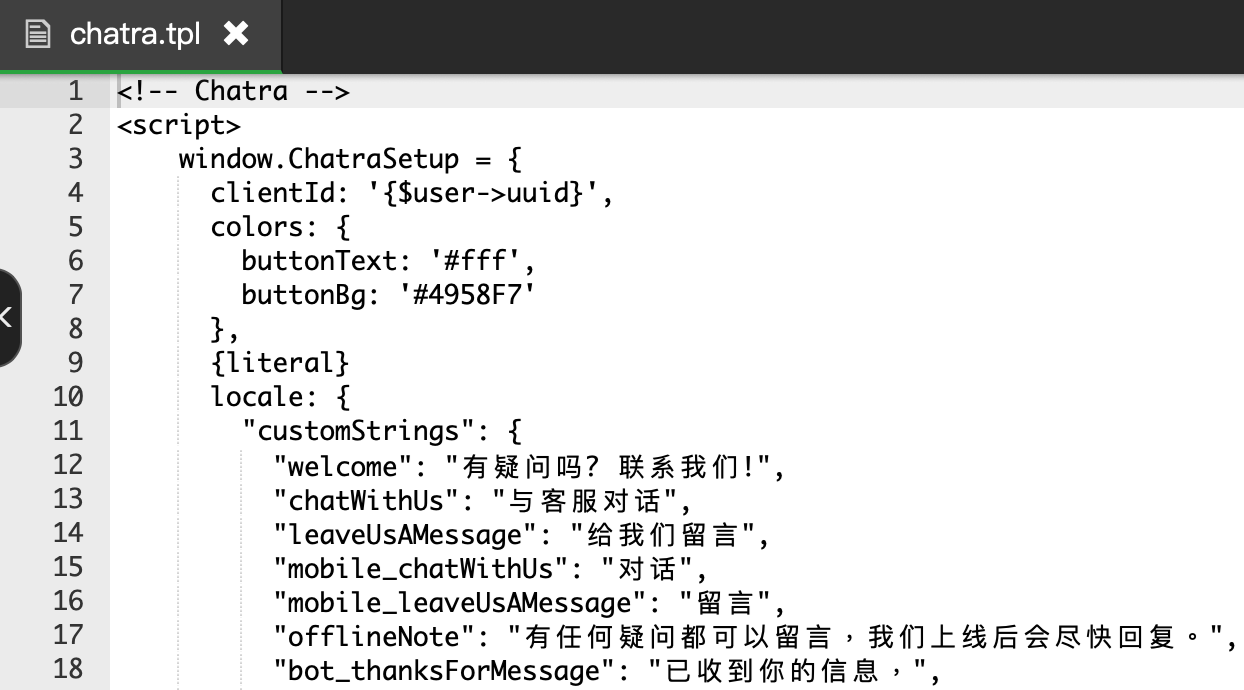 chatra.tpl
1 <!-- Chatra -->
2 <script>
3 window.ChatraSetup = {
4 clientId: '{$user->uuid}',
5 colors: {
6 buttonText: '#fff',
7 buttonBg: '#4958F7'
8 },
9 {literal}
10 locale: {
11 "customStrings": {
12 "welcome": "有疑问吗? 联系我们!",
13 "chatWithUs": "与客服对话",
14 "leaveUsAMessage": "给我们留言",
15 "mobile_chatWithUs": "对话",
16 "mobile_leaveUsAMessage": "留言",
17 "offlineNote": "有任何疑问都可以留言，我们上线后会尽快回复。",
18 "bot_thanksForMessage": "已收到你的信息，",